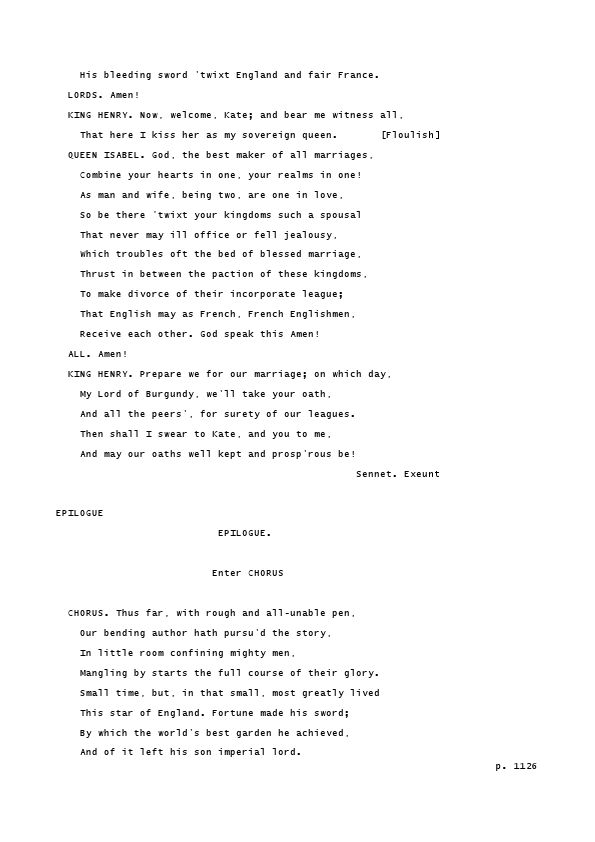 His bleeding sword 'twixt England and fair France.
LORDS. Amen!
KING HENRY. Now, welcome, Kate; and bear me witness all,
That here I kiss her as my sovereign queen. [Floulish]
QUEEN ISABEL. God, the best maker of all marriages,
Combine your hearts in one, your realms in one!
As man and wife, being two, are one in love,
So be there 'twixt your kingdoms such a spousal
That never may ill office or fell jealousy,
Which troubles oft the bed of blessed marriage,
Thrust in between the paction of these kingdoms,
To make divorce of their incorporate league;
That English may as French, French Englishmen,
Receive each other. God speak this Amen!
ALL. Amen!
KING HENRY. Prepare we for our marriage; on which day,
My Lord of Burgundy, we'll take your oath,
And all the peers', for surety of our leagues.
Then shall I swear to Kate, and you to me,
And may our oaths well kept and prosp'rous be!
Sennet. Exeunt
EPILOGUE
EPILOGUE.
Enter CHORUS
CHORUS. Thus far, with rough and all-unable pen,
Our bending author hath pursu'd the story,
In little room confining mighty men,
Mangling by starts the full course of their glory.
Small time, but, in that small, most greatly lived
This star of England. Fortune made his sword;
By which the world's best garden he achieved,
And of it left his son imperial lord.
p. 1126